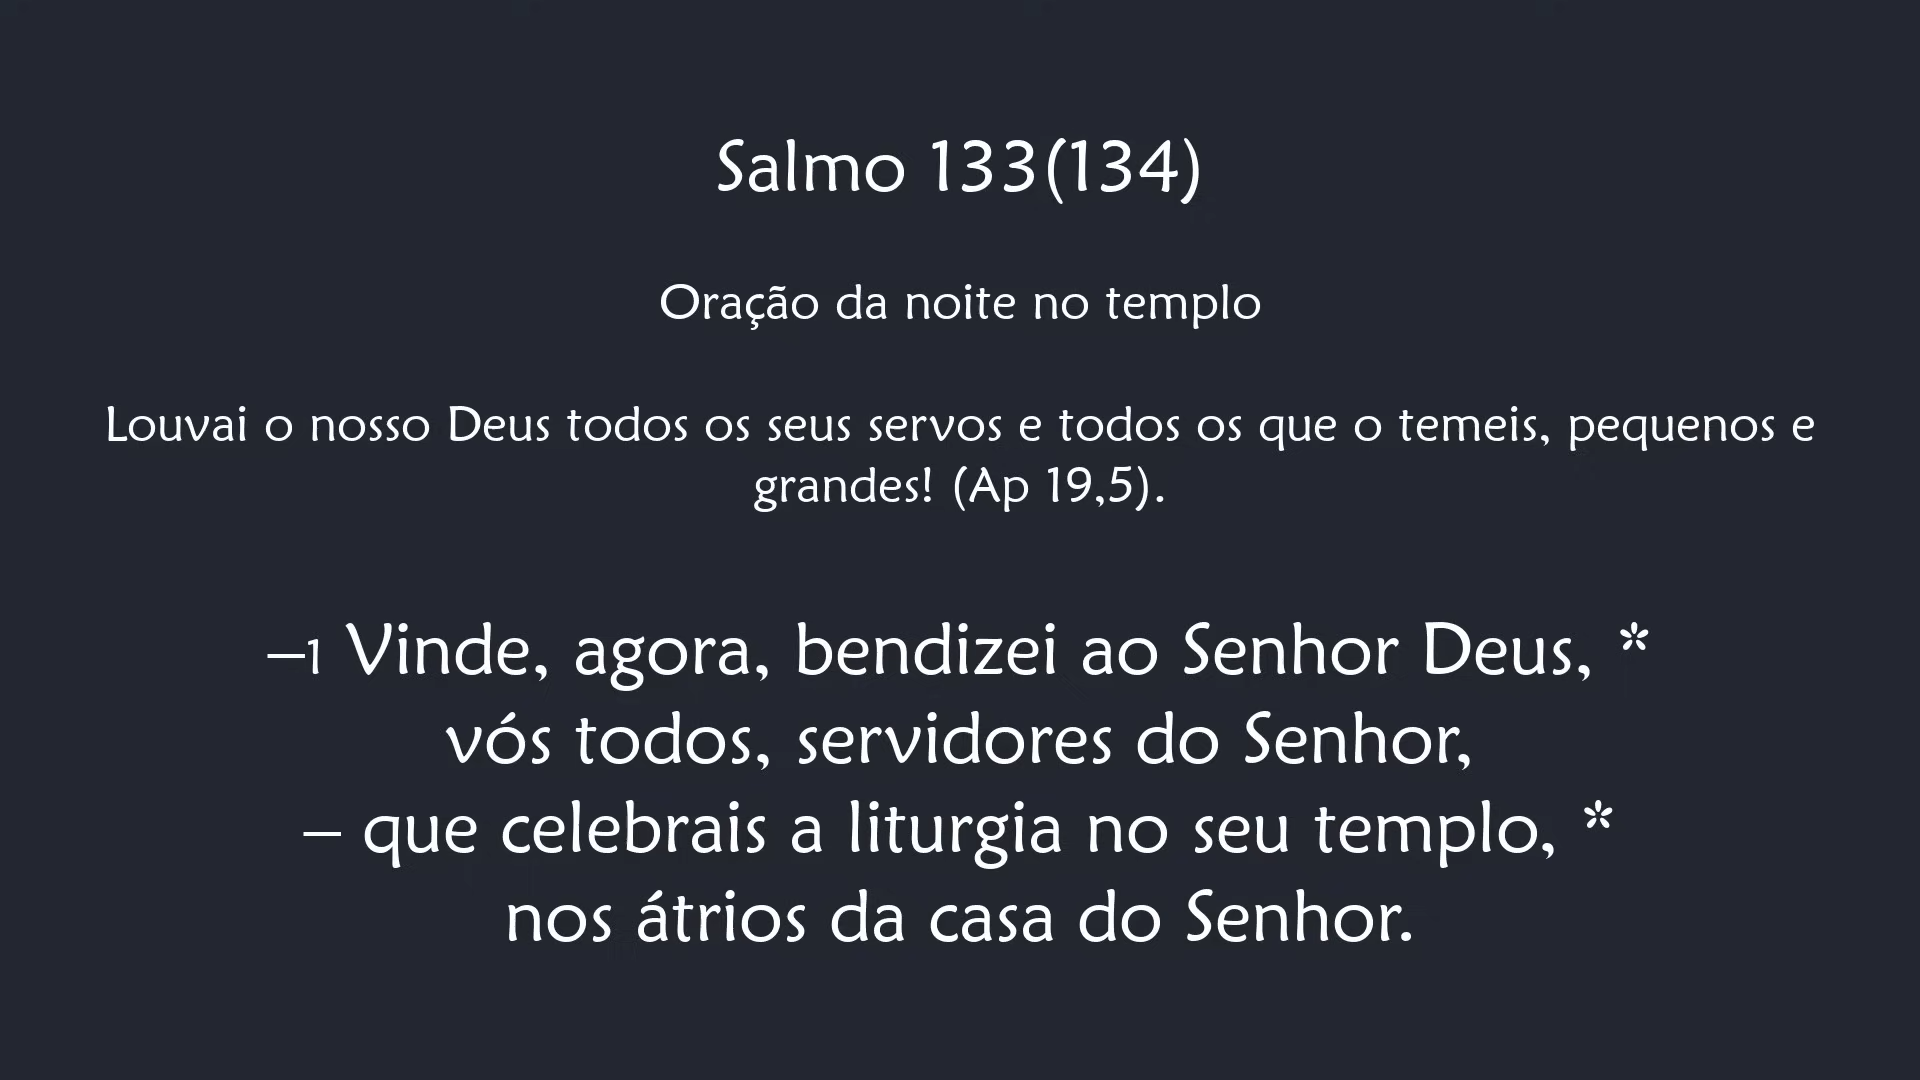 Salmo 133(134)
Oração da noite no templo
Louvai o nosso Deus todos os seus servos e todos os que o temeis, pequenos e
grandes! (Ap 19,5).
–1 Vinde, agora, bendizei ao Senhor Deus, *
vós todos, servidores do Senhor,
– que celebrais a liturgia no seu templo, *
nos átrios da casa do Senhor.